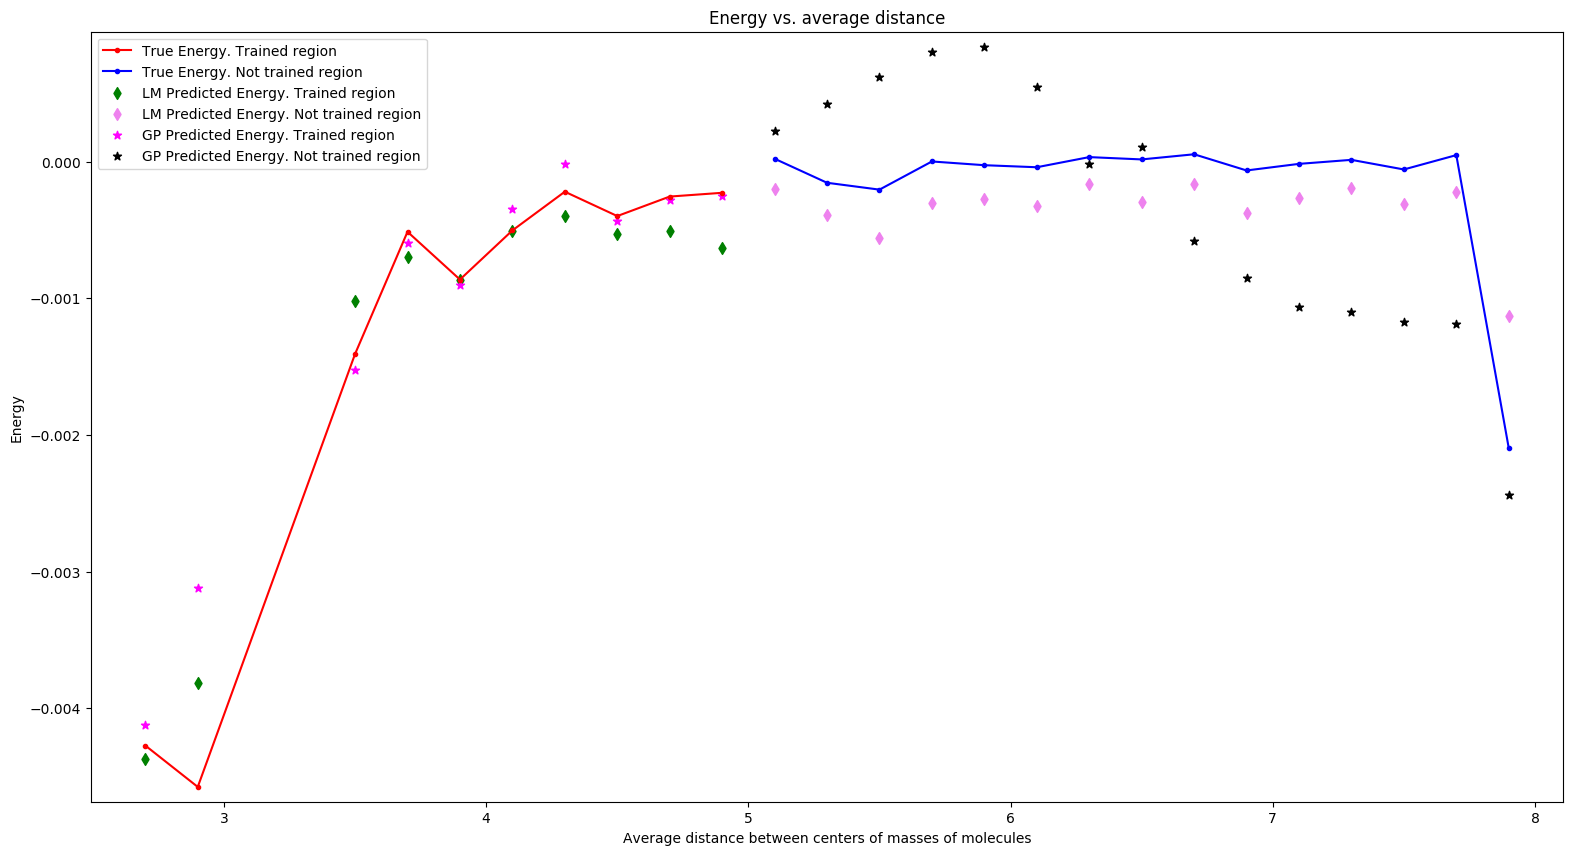 Energy vs. average distance
True Energy. Trained region
True Energy. Not trained region
LM Predicted Energy. Trained region
LM Predicted Energy. Not trained region
GP Predicted Energy. Trained region
GP Predicted Energy. Not trained region
0.000
−0.001
−0.002
−0.003
−0.004
Energy
3 4 5 6 7 8
Average distance between centers of masses of molecules